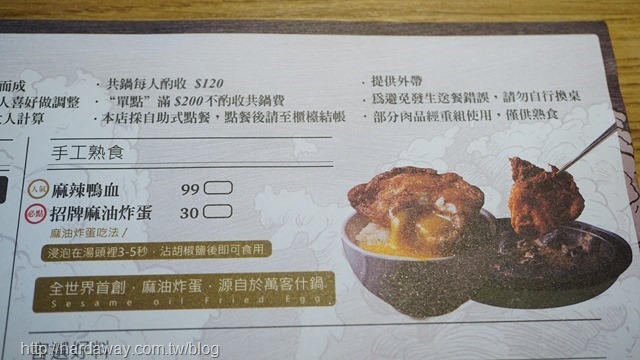 而成
人喜好做調整
人計算
· 共鍋每人酌收 $120
· “單點”滿 $200不酌收共鍋費
· 本店採自助式點餐，點餐後請至櫃檯結帳
· 提供外帶
· 為避免發生送餐錯誤，請勿自行換桌
· 部分肉品經重組使用，僅供熟食
手工熟食
人氣 麻辣鴨血 99
必點 招牌麻油炸蛋 30
麻油炸蛋吃法/
浸泡在湯頭裡3-5秒，沾胡椒鹽後即可食用
全世界首創，麻油炸蛋，源自於萬客什鍋
Sesame oil Fried Egg
http://hardaway.com.tw/blog